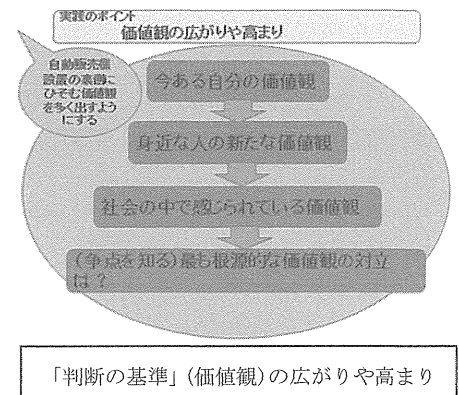 実践のポイント
価値観の広がりや高まり
自動販売機
設置の裏側に
ひそむ価値観
を多く出すよう
にする
今ある自分の価値観
身近な人の新たな価値観
社会の中で感じられている価値観
(争点を知る)最も根源的な価値観の対立
は？
「判断の基準」(価値観)の広がりや高まり